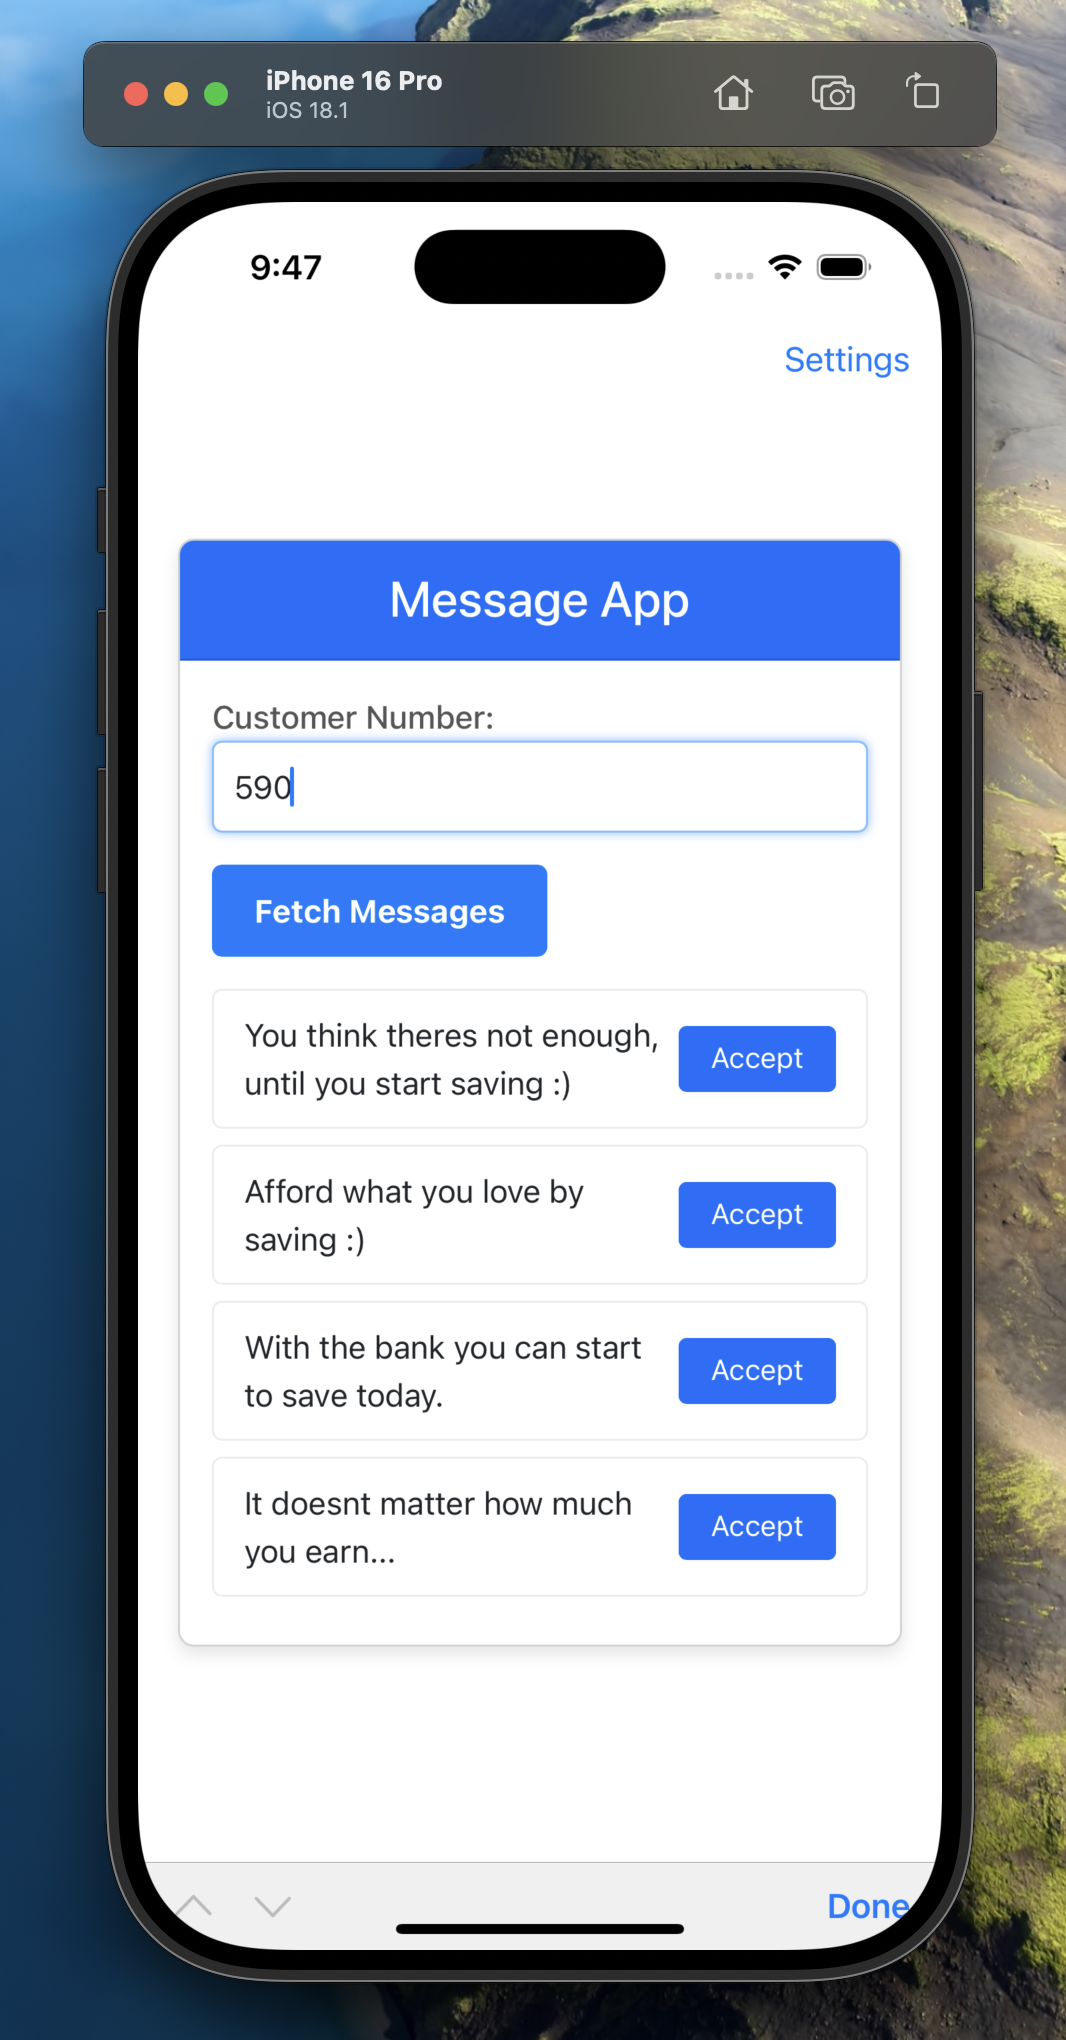 iPhone 16 Pro
iOS 18.1
9:47
Settings
Message App
Customer Number:
590
Fetch Messages
You think theres not enough,
until you start saving :)
Accept
Afford what you love by
saving :)
Accept
With the bank you can start
to save today.
Accept
It doesnt matter how much
you earn...
Accept
Done